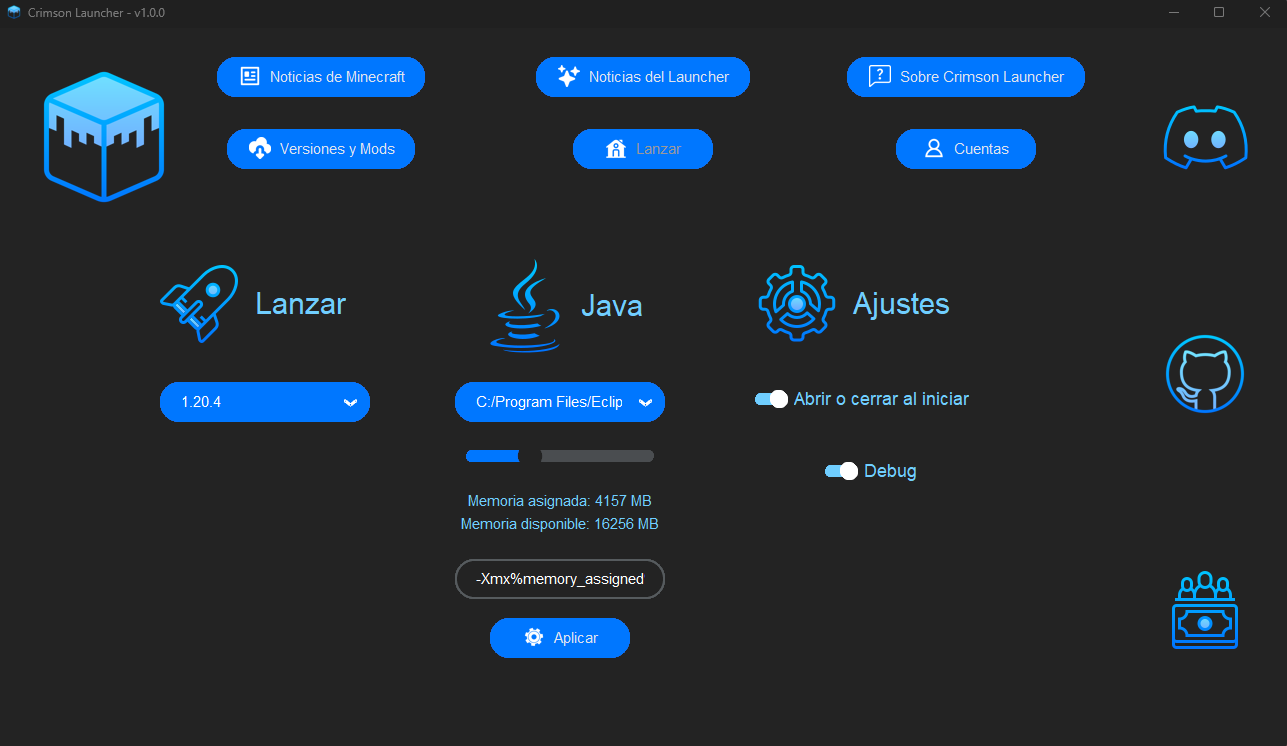 Crimson Launcher - v1.0.0
Noticias de Minecraft
Noticias del Launcher
Sobre Crimson Launcher
Versiones y Mods
Lanzar
Cuentas
Lanzar
Java
Ajustes
1.20.4
C:/Program Files/Eclip
Abrir o cerrar al iniciar
Debug
Memoria asignada: 4157 MB
Memoria disponible: 16256 MB
-Xmx%memory_assigned
Aplicar